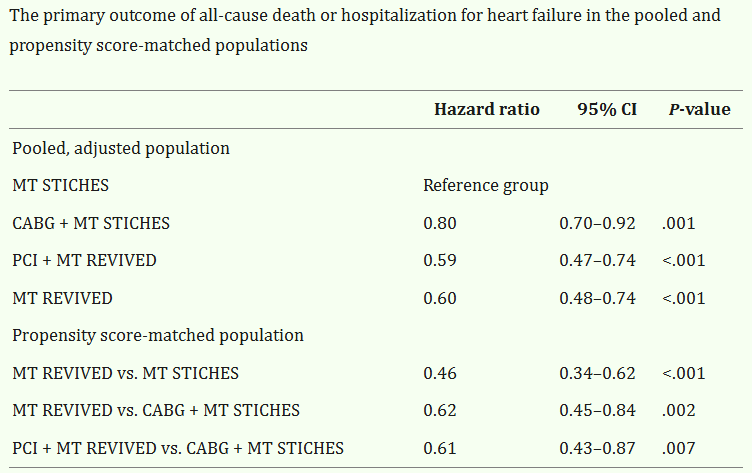 The primary outcome of all-cause death or hospitalization for heart failure in the pooled and
propensity score-matched populations
Hazard ratio 95% CI P-value
Pooled, adjusted population
MT STICHES Reference group
CABG + MT STICHES 0.80 0.70–0.92 .001
PCI + MT REVIVED 0.59 0.47–0.74 <.001
MT REVIVED 0.60 0.48–0.74 <.001
Propensity score-matched population
MT REVIVED vs. MT STICHES 0.46 0.34–0.62 <.001
MT REVIVED vs. CABG + MT STICHES 0.62 0.45–0.84 .002
PCI + MT REVIVED vs. CABG + MT STICHES 0.61 0.43–0.87 .007